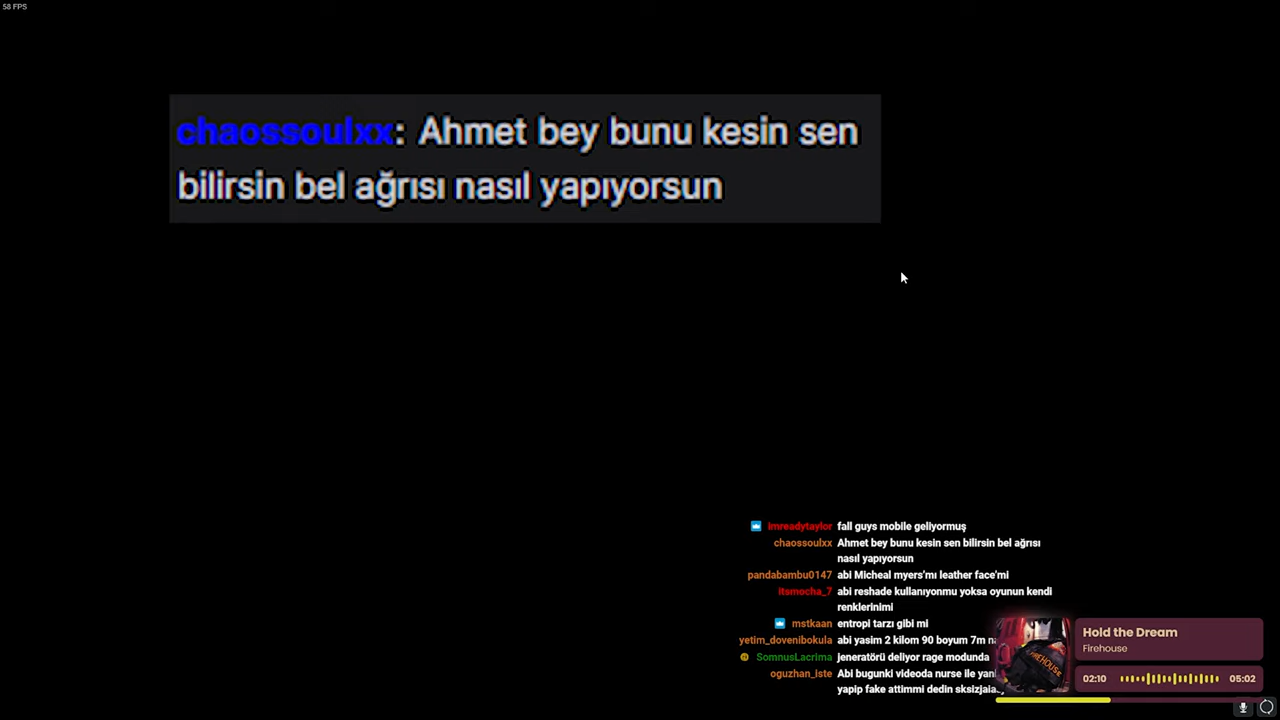 58 FPS
chaossoulxx: Ahmet bey bunu kesin sen
bilirsin bel ağrısı nasıl yapıyorsun
imreadytaylor fall guys mobile geliyormuş
chaossoulxx Ahmet bey bunu kesin sen bilirsin bel ağrısı
nasıl yapıyorsun
pandabambu0147 abi Micheal myers'mı leather face'mi
itsmocha_7 abi reshade kullanıyonmu yoksa oyunun kendi
renklerinimi
mstkaan entropi tarzı gibi mi
yetim_dovenibokula abi yasim 2 kilom 90 boyum 7m
SomnusLacrima jeneratörü deliyor rage modunda
oguzhan_iste Abi bugunki videoda nurse ile
yapip fake attimmi dedin
FIREHOUSE
Hold the Dream
Firehouse
02:10 05:02